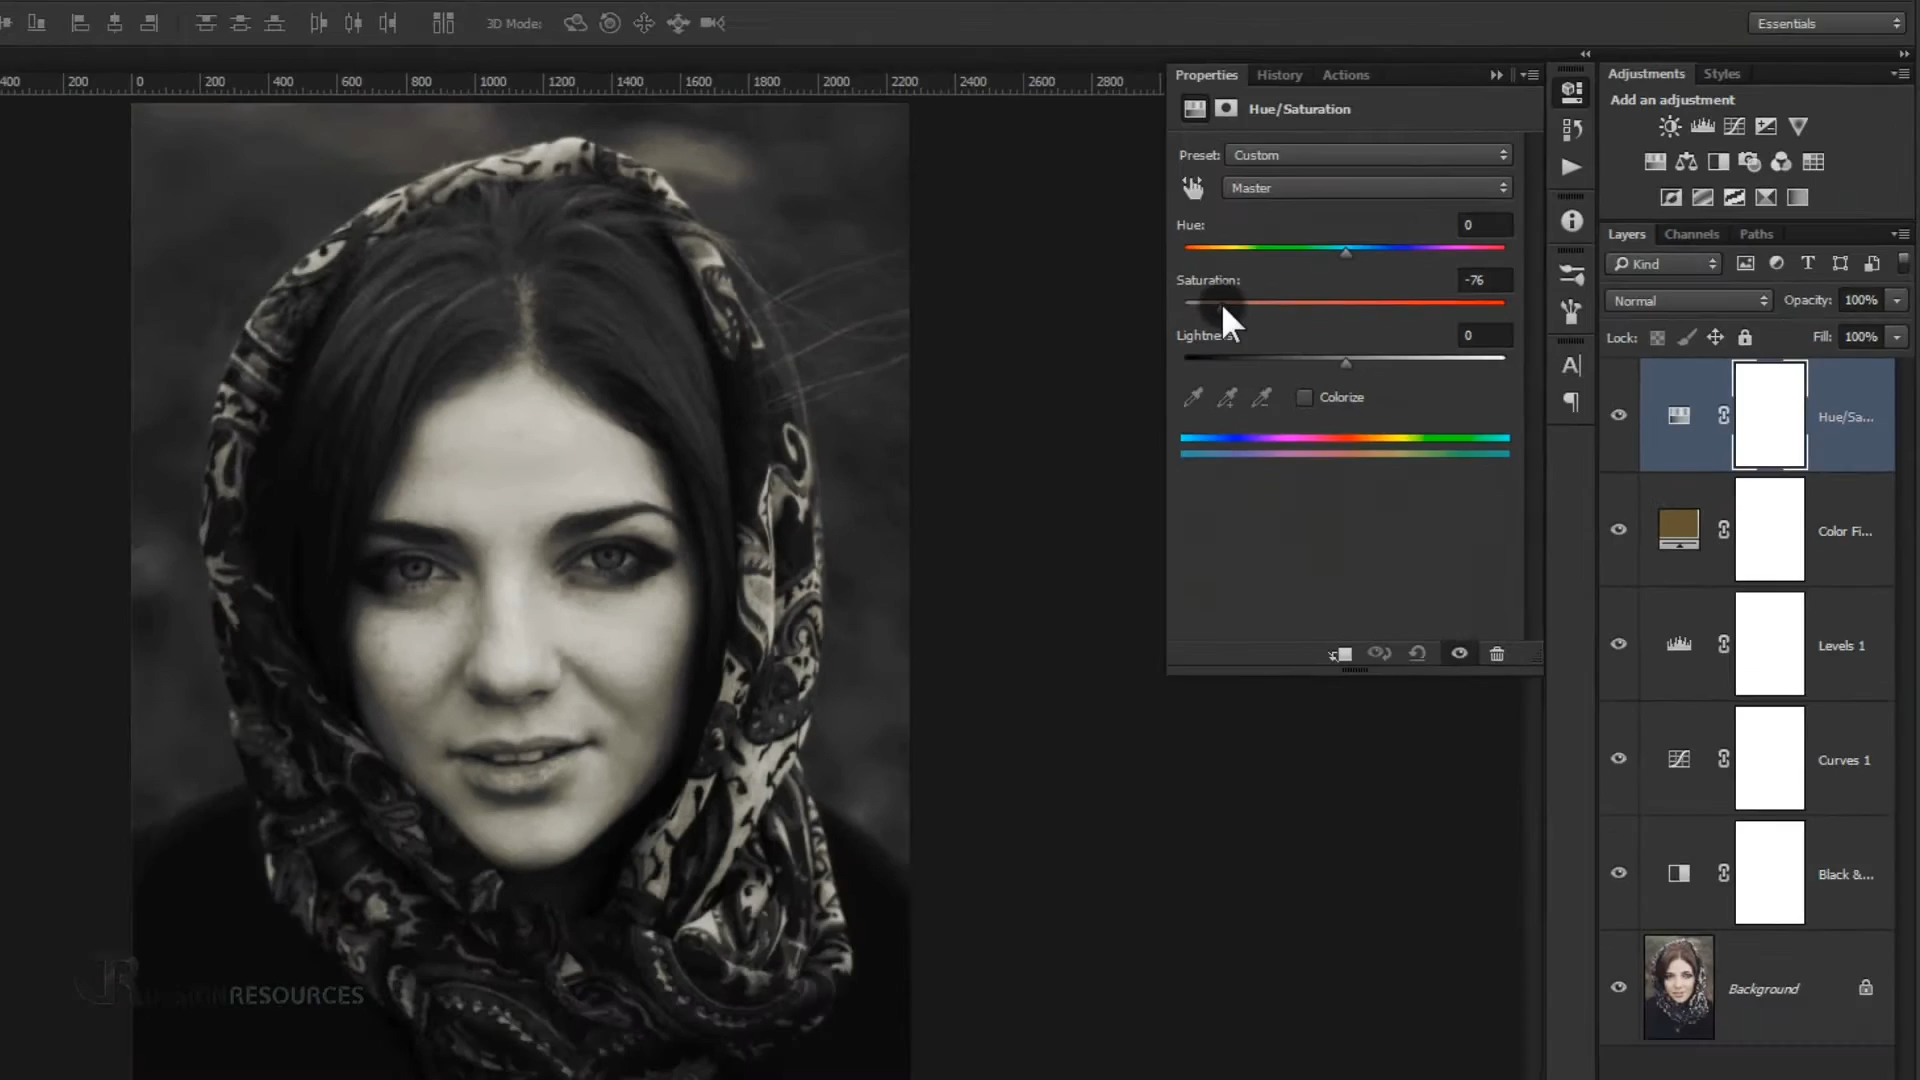 3D Mode:
Essentials
400 200 0 200 400 600 800 1000 1200 1400 1600 1800 2000 2200 2400 2600 2800
Properties History Actions
Hue/Saturation
Preset: Custom
Master
Hue: 0
Saturation: -76
Lightness 0
Colorize
Adjustments Styles
Add an adjustment
Layers Channels Paths
Kind
Normal Opacity: 100%
Lock: Fill: 100%
Hue/Sa...
Color Fi...
Levels 1
Curves 1
Black &...
Background
A
RESOURCES